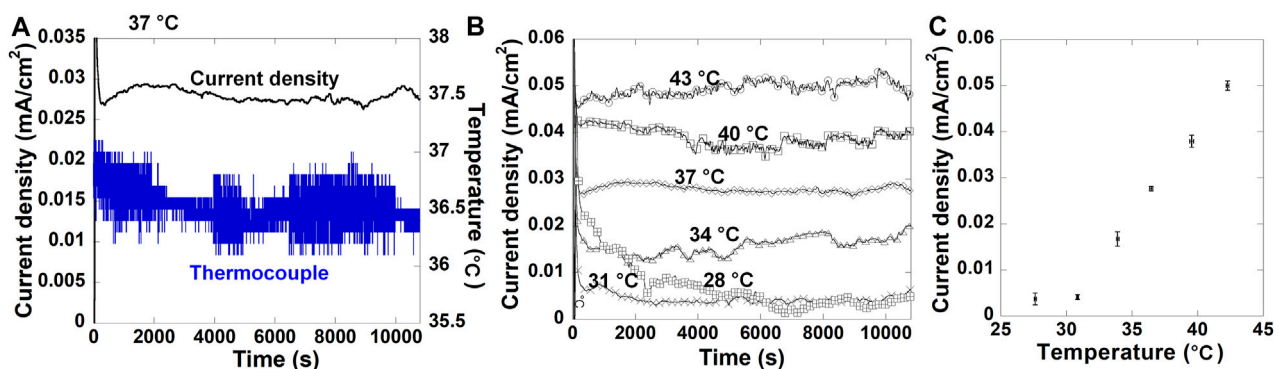 A
37 °C
Current density (mA/cm2)
0.035
0.03
0.025
0.02
0.015
0.01
0.005
0
Current density
Thermocouple
38
37.5
37
36.5
36
35.5
Temperature (°C)
0 2000 4000 6000 8000 10000
Time (s)
B
Current density (mA/cm2)
0.06
0.05
0.04
0.03
0.02
0.01
0
43 °C
40 °C
37 °C
34 °C
31 °C
28 °C
0 2000 4000 6000 8000 10000
Time (s)
C
Current density (mA/cm2)
0.06
0.05
0.04
0.03
0.02
0.01
0
25 30 35 40 45
Temperature (°C)